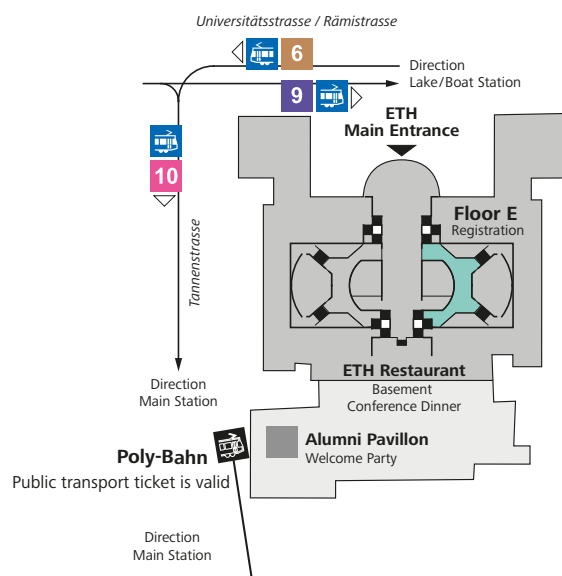 Universitätsstrasse / Rämistrasse
6
Direction
Lake/Boat Station
9
ETH
Main Entrance
10
Tannenstrasse
Floor E
Registration
Direction
Main Station
ETH Restaurant
Basement
Conference Dinner
Alumni Pavillon
Welcome Party
Poly-Bahn
Public transport ticket is valid
Direction
Main Station